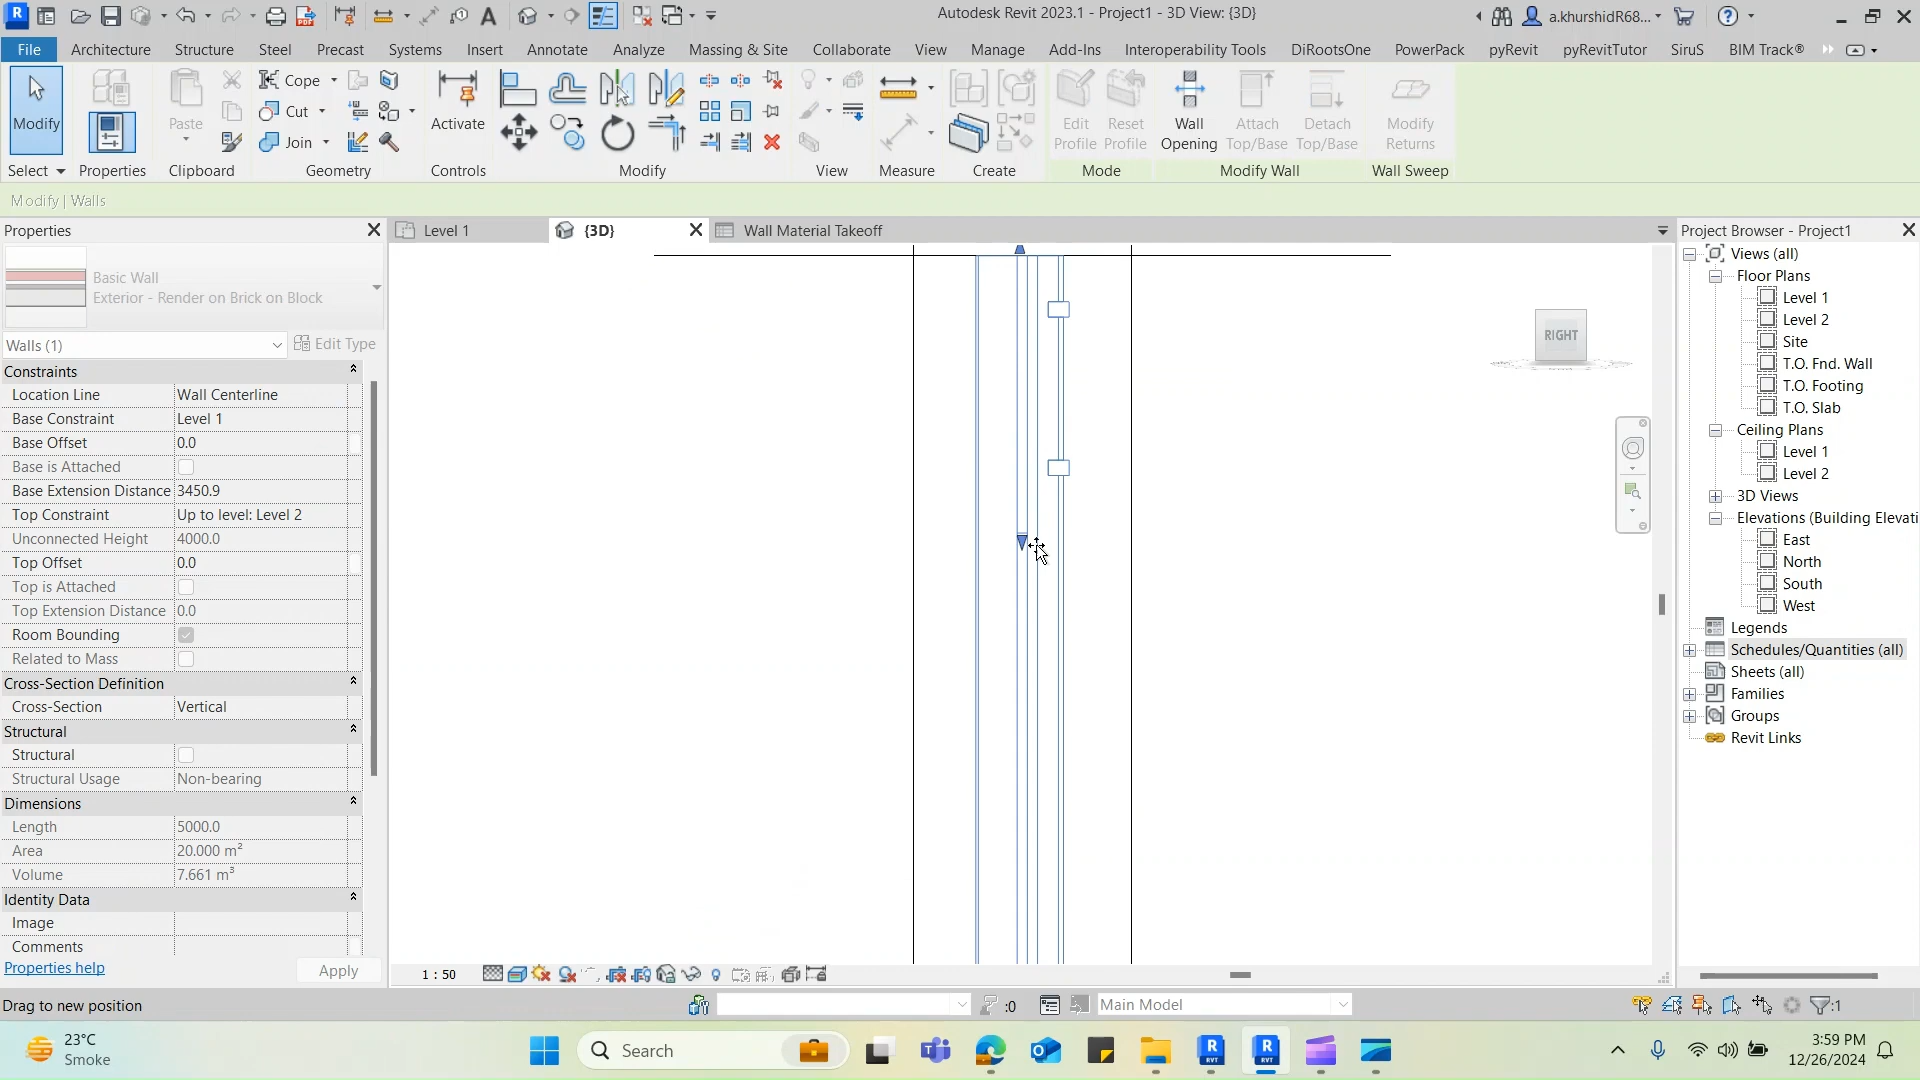 Autodesk Revit 2023.1 - Project1 - 3D View: {3D}
a.khurshidR68...
File Architecture Structure Steel Precast Systems Insert Annotate Analyze Massing & Site Collaborate View Manage Add-Ins Interoperability Tools DiRootsOne PowerPack pyRevit pyRevitTutor SiruS BIM Track®
Modify
Paste
Cope
Cut
Join
Activate
Edit Profile
Reset Profile
Wall Opening
Attach Top/Base
Detach Top/Base
Modify Returns
Select Properties Clipboard Geometry Controls Modify View Measure Create Mode Modify Wall Wall Sweep
Modify | Walls
Properties
Level 1
{3D}
Wall Material Takeoff
Project Browser - Project1
Basic Wall
Exterior - Render on Brick on Block
Walls (1)
Edit Type
Constraints
Location Line Wall Centerline
Base Constraint Level 1
Base Offset 0.0
Base is Attached
Base Extension Distance 3450.9
Top Constraint Up to level: Level 2
Unconnected Height 4000.0
Top Offset 0.0
Top is Attached
Top Extension Distance 0.0
Room Bounding
Related to Mass
Cross-Section Definition
Cross-Section Vertical
Structural
Structural
Structural Usage Non-bearing
Dimensions
Length 5000.0
Area 20.000 m²
Volume 7.661 m³
Identity Data
Image
Comments
Properties help
Apply
RIGHT
Views (all)
Floor Plans
Level 1
Level 2
Site
T.O. Fnd. Wall
T.O. Footing
T.O. Slab
Ceiling Plans
Level 1
Level 2
3D Views
Elevations (Building Elevati
East
North
South
West
Legends
Schedules/Quantities (all)
Sheets (all)
Families
Groups
Revit Links
1 : 50
Drag to new position
:0
Main Model
:1
23°C
Smoke
Search
3:59 PM
12/26/2024